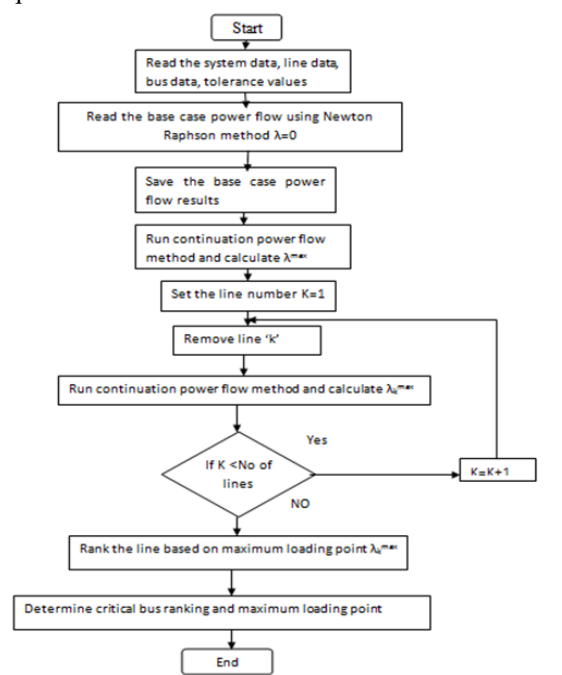 Start
Read the system data, line data,
bus data, tolerance values
Read the base case power flow using Newton
Raphson method λ=0
Save the base case power
flow results
Run continuation power flow
method and calculate λᵐᵃˣ
Set the line number K=1
Remove line ‘k’
Run continuation power flow method and calculate λₖᵐᵃˣ
Yes
If K <No of
lines
K=K+1
NO
Rank the line based on maximum loading point λₖᵐᵃˣ
Determine critical bus ranking and maximum loading point
End